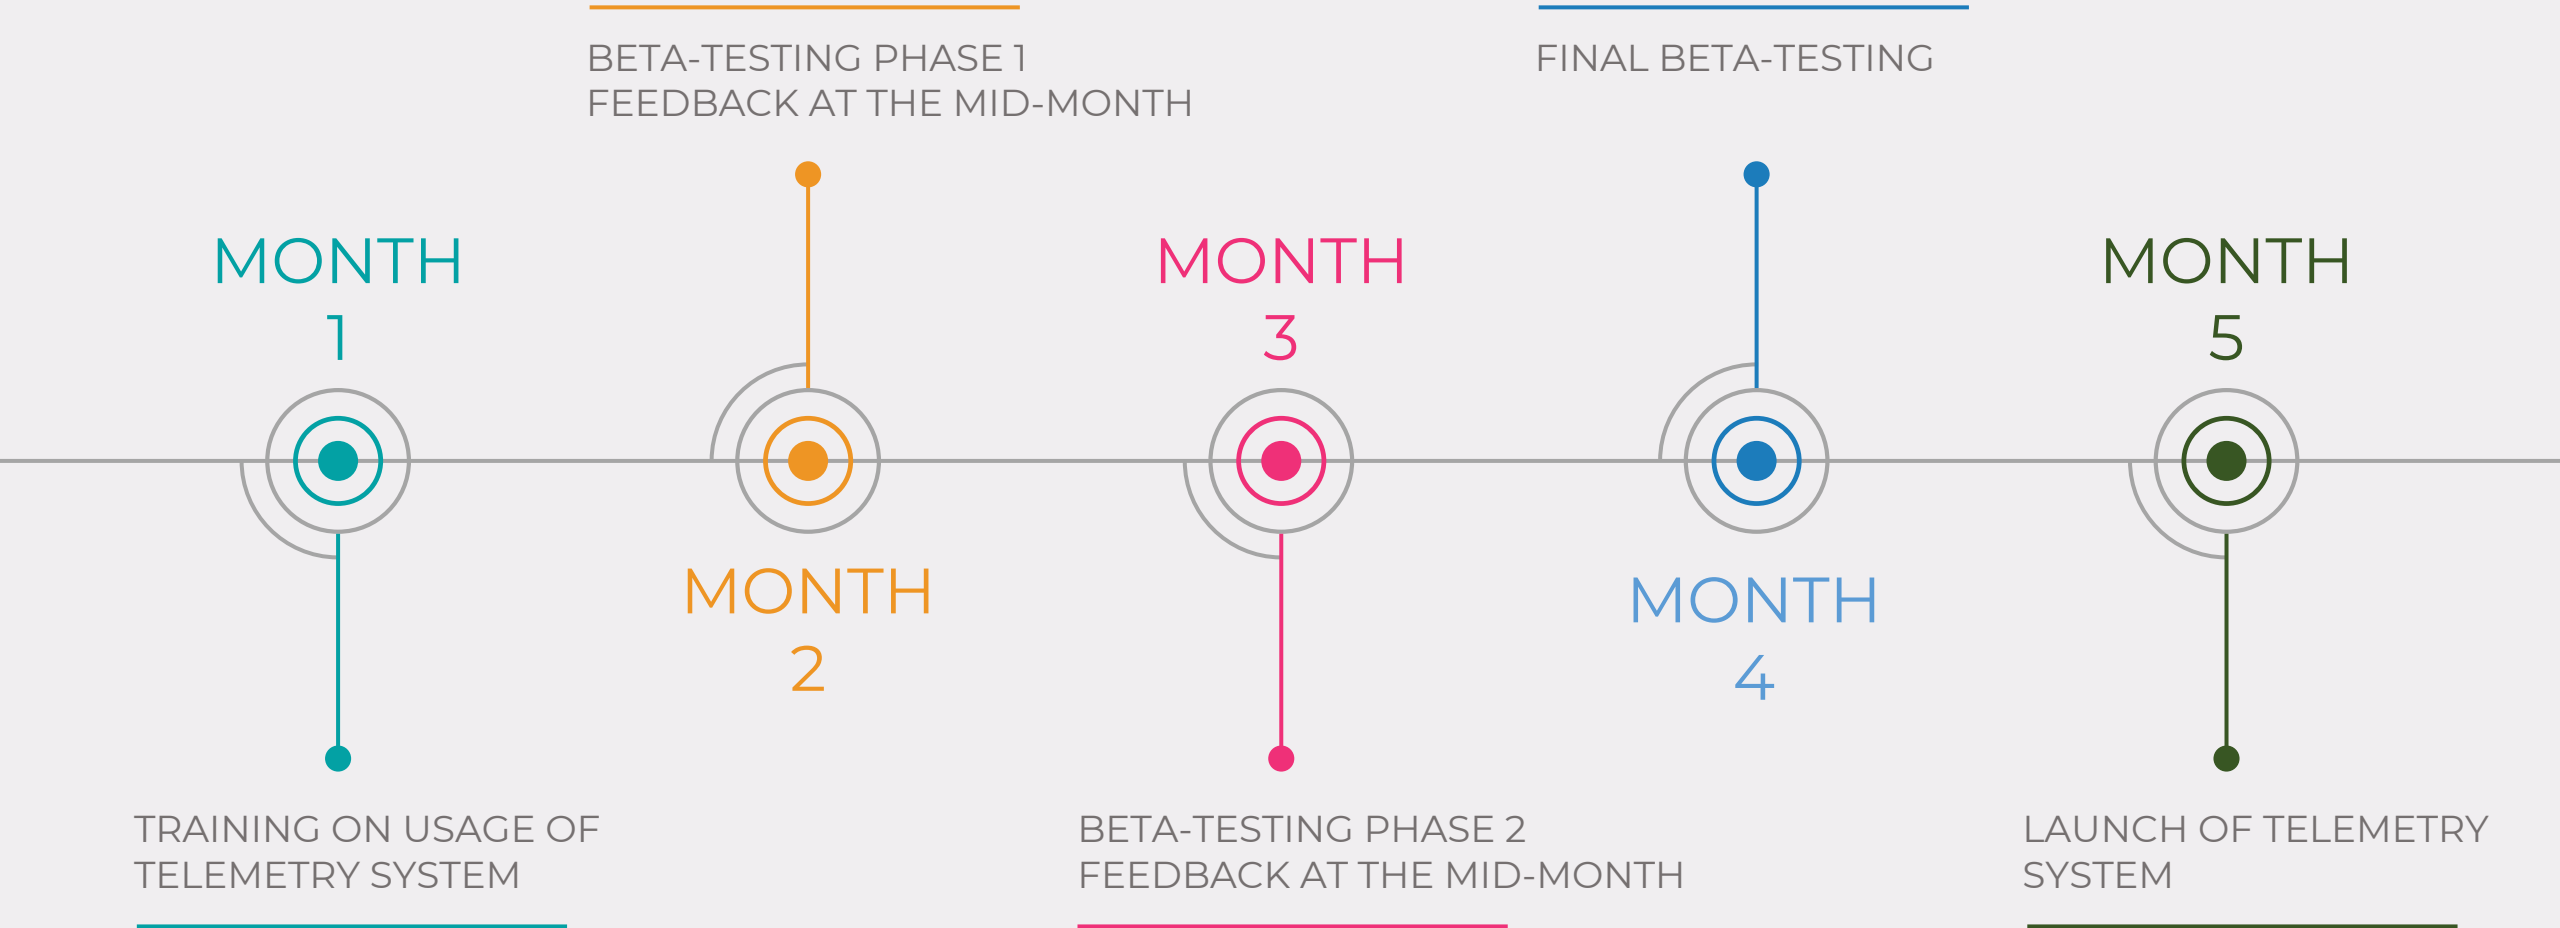 MONTH
1
TRAINING ON USAGE OF
TELEMETRY SYSTEM
BETA-TESTING PHASE 1
FEEDBACK AT THE MID-MONTH
MONTH
2
MONTH
3
BETA-TESTING PHASE 2
FEEDBACK AT THE MID-MONTH
FINAL BETA-TESTING
MONTH
4
MONTH
5
LAUNCH OF TELEMETRY
SYSTEM